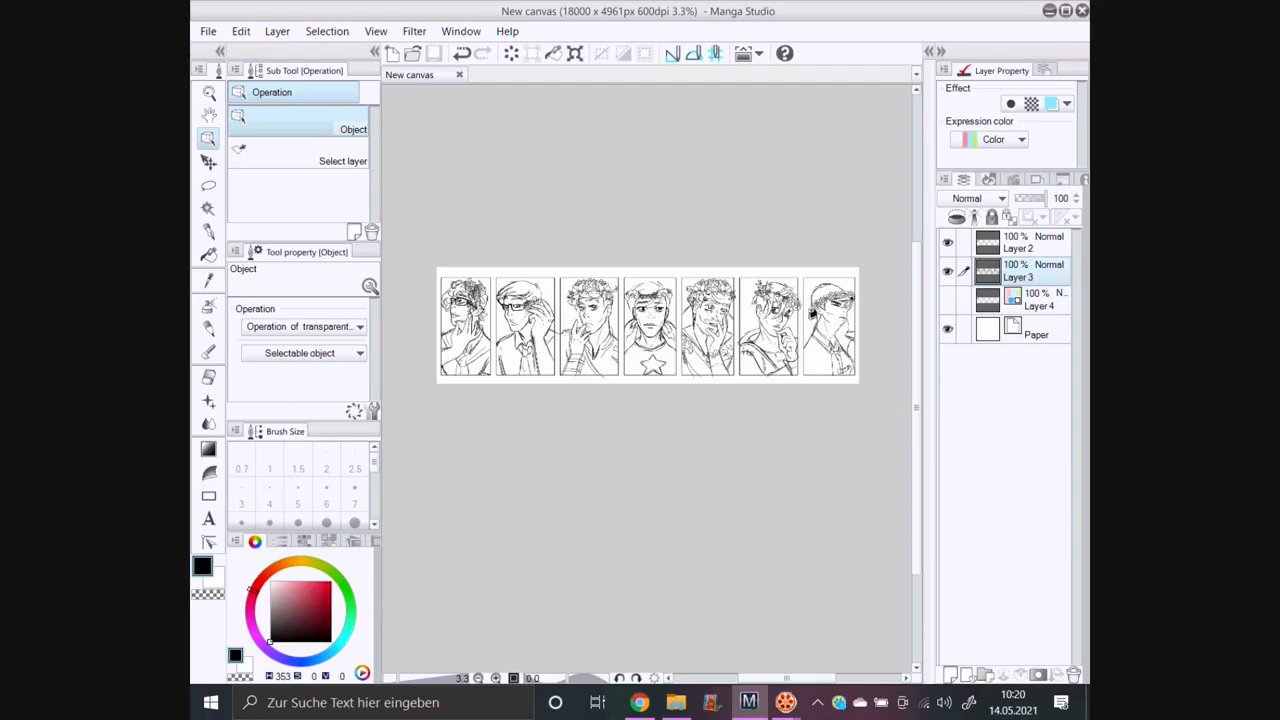 New canvas (18000 x 4961px 600dpi 3.3%) - Manga Studio
File Edit Layer Selection View Filter Window Help
Sub Tool [Operation]
Layer Property
New canvas
Operation
Effect
Object
Expression color
Color
Select layer
Normal 100
100 % Normal
Layer 2
Tool property [Object]
100 % Normal
Layer 3
Object
100 % N...
Layer 4
Operation
Operation of transparent...
Paper
Selectable object
Brush Size
0.7 1 1.5 2 2.5
3 4 5 6 7
A
H 353 S 0 V 0
3.3 0.0
Zur Suche Text hier eingeben
M
10:20
14.05.2021